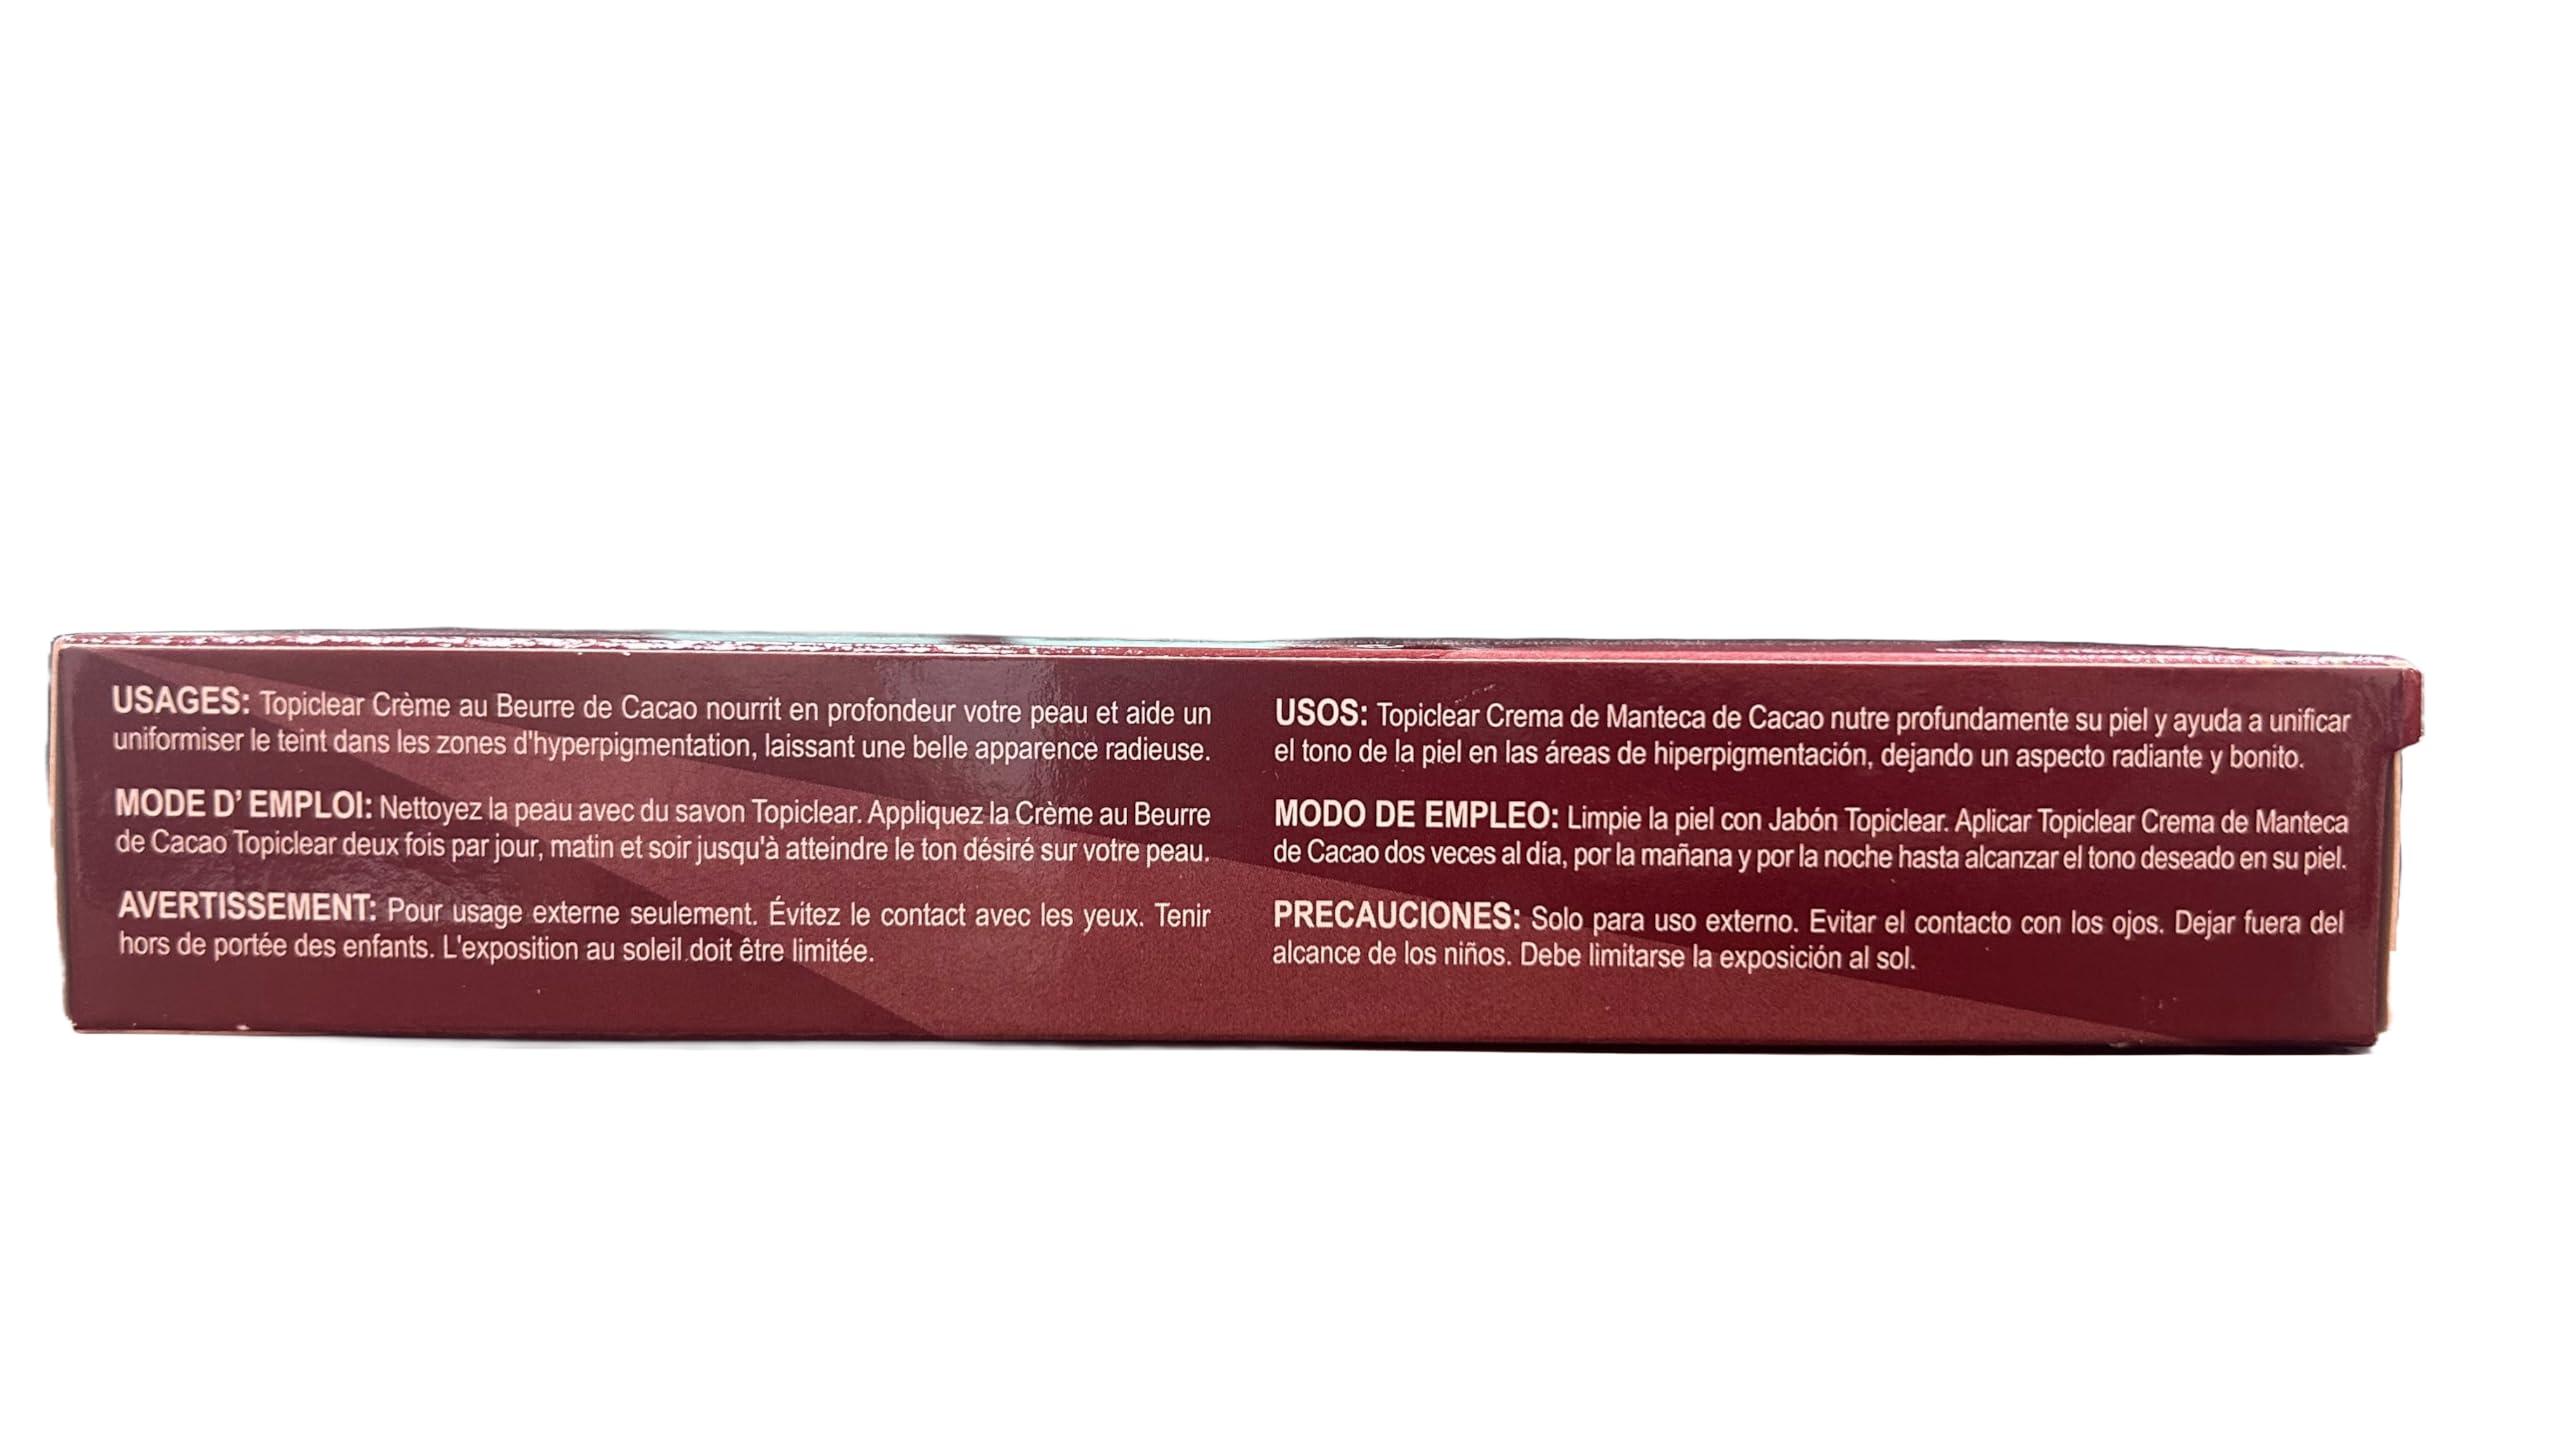 USAGES: Topiclear Crème au Beurre de Cacao nourrit en profondeur votre peau et aide un
uniformiser le teint dans les zones d'hyperpigmentation, laissant une belle apparence radieuse.
MODE D' EMPLOI: Nettoyez la peau avec du savon Topiclear. Appliquez la Crème au Beurre
de Cacao Topiclear deux fois par jour, matin et soir jusqu'à atteindre le ton désiré sur votre peau.
AVERTISSEMENT: Pour usage externe seulement. Évitez le contact avec les yeux. Tenir
hors de portée des enfants. L'exposition au soleil doit être limitée.
USOS: Topiclear Crema de Manteca de Cacao nutre profundamente su piel y ayuda a unificar
el tono de la piel en las áreas de hiperpigmentación, dejando un aspecto radiante y bonito.
MODO DE EMPLEO: Limpie la piel con Jabón Topiclear. Aplicar Topiclear Crema de Manteca
de Cacao dos veces al día, por la mañana y por la noche hasta alcanzar el tono deseado en su piel.
PRECAUCIONES: Solo para uso externo. Evitar el contacto con los ojos. Dejar fuera del
alcance de los niños. Debe limitarse la exposición al sol.